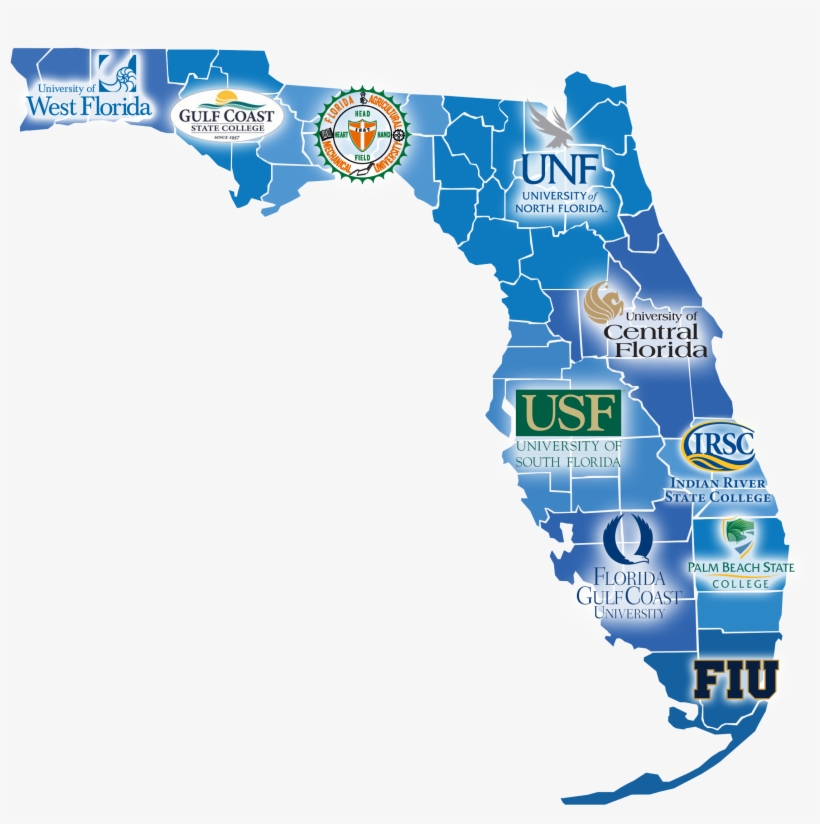 University of
West Florida
GULF COAST
STATE COLLEGE
SINCE 1957
FLORIDA AGRICULTURAL
MECHANICAL UNIVERSITY
HEAD
HEART
HAND
FIELD
UNF
UNIVERSITY of
NORTH FLORIDA.
University of
Central
Florida
USF
UNIVERSITY OF
SOUTH FLORIDA
IRSC
INDIAN RIVER
STATE COLLEGE
FLORIDA
GULF COAST
UNIVERSITY
PALM BEACH STATE
COLLEGE
FIU